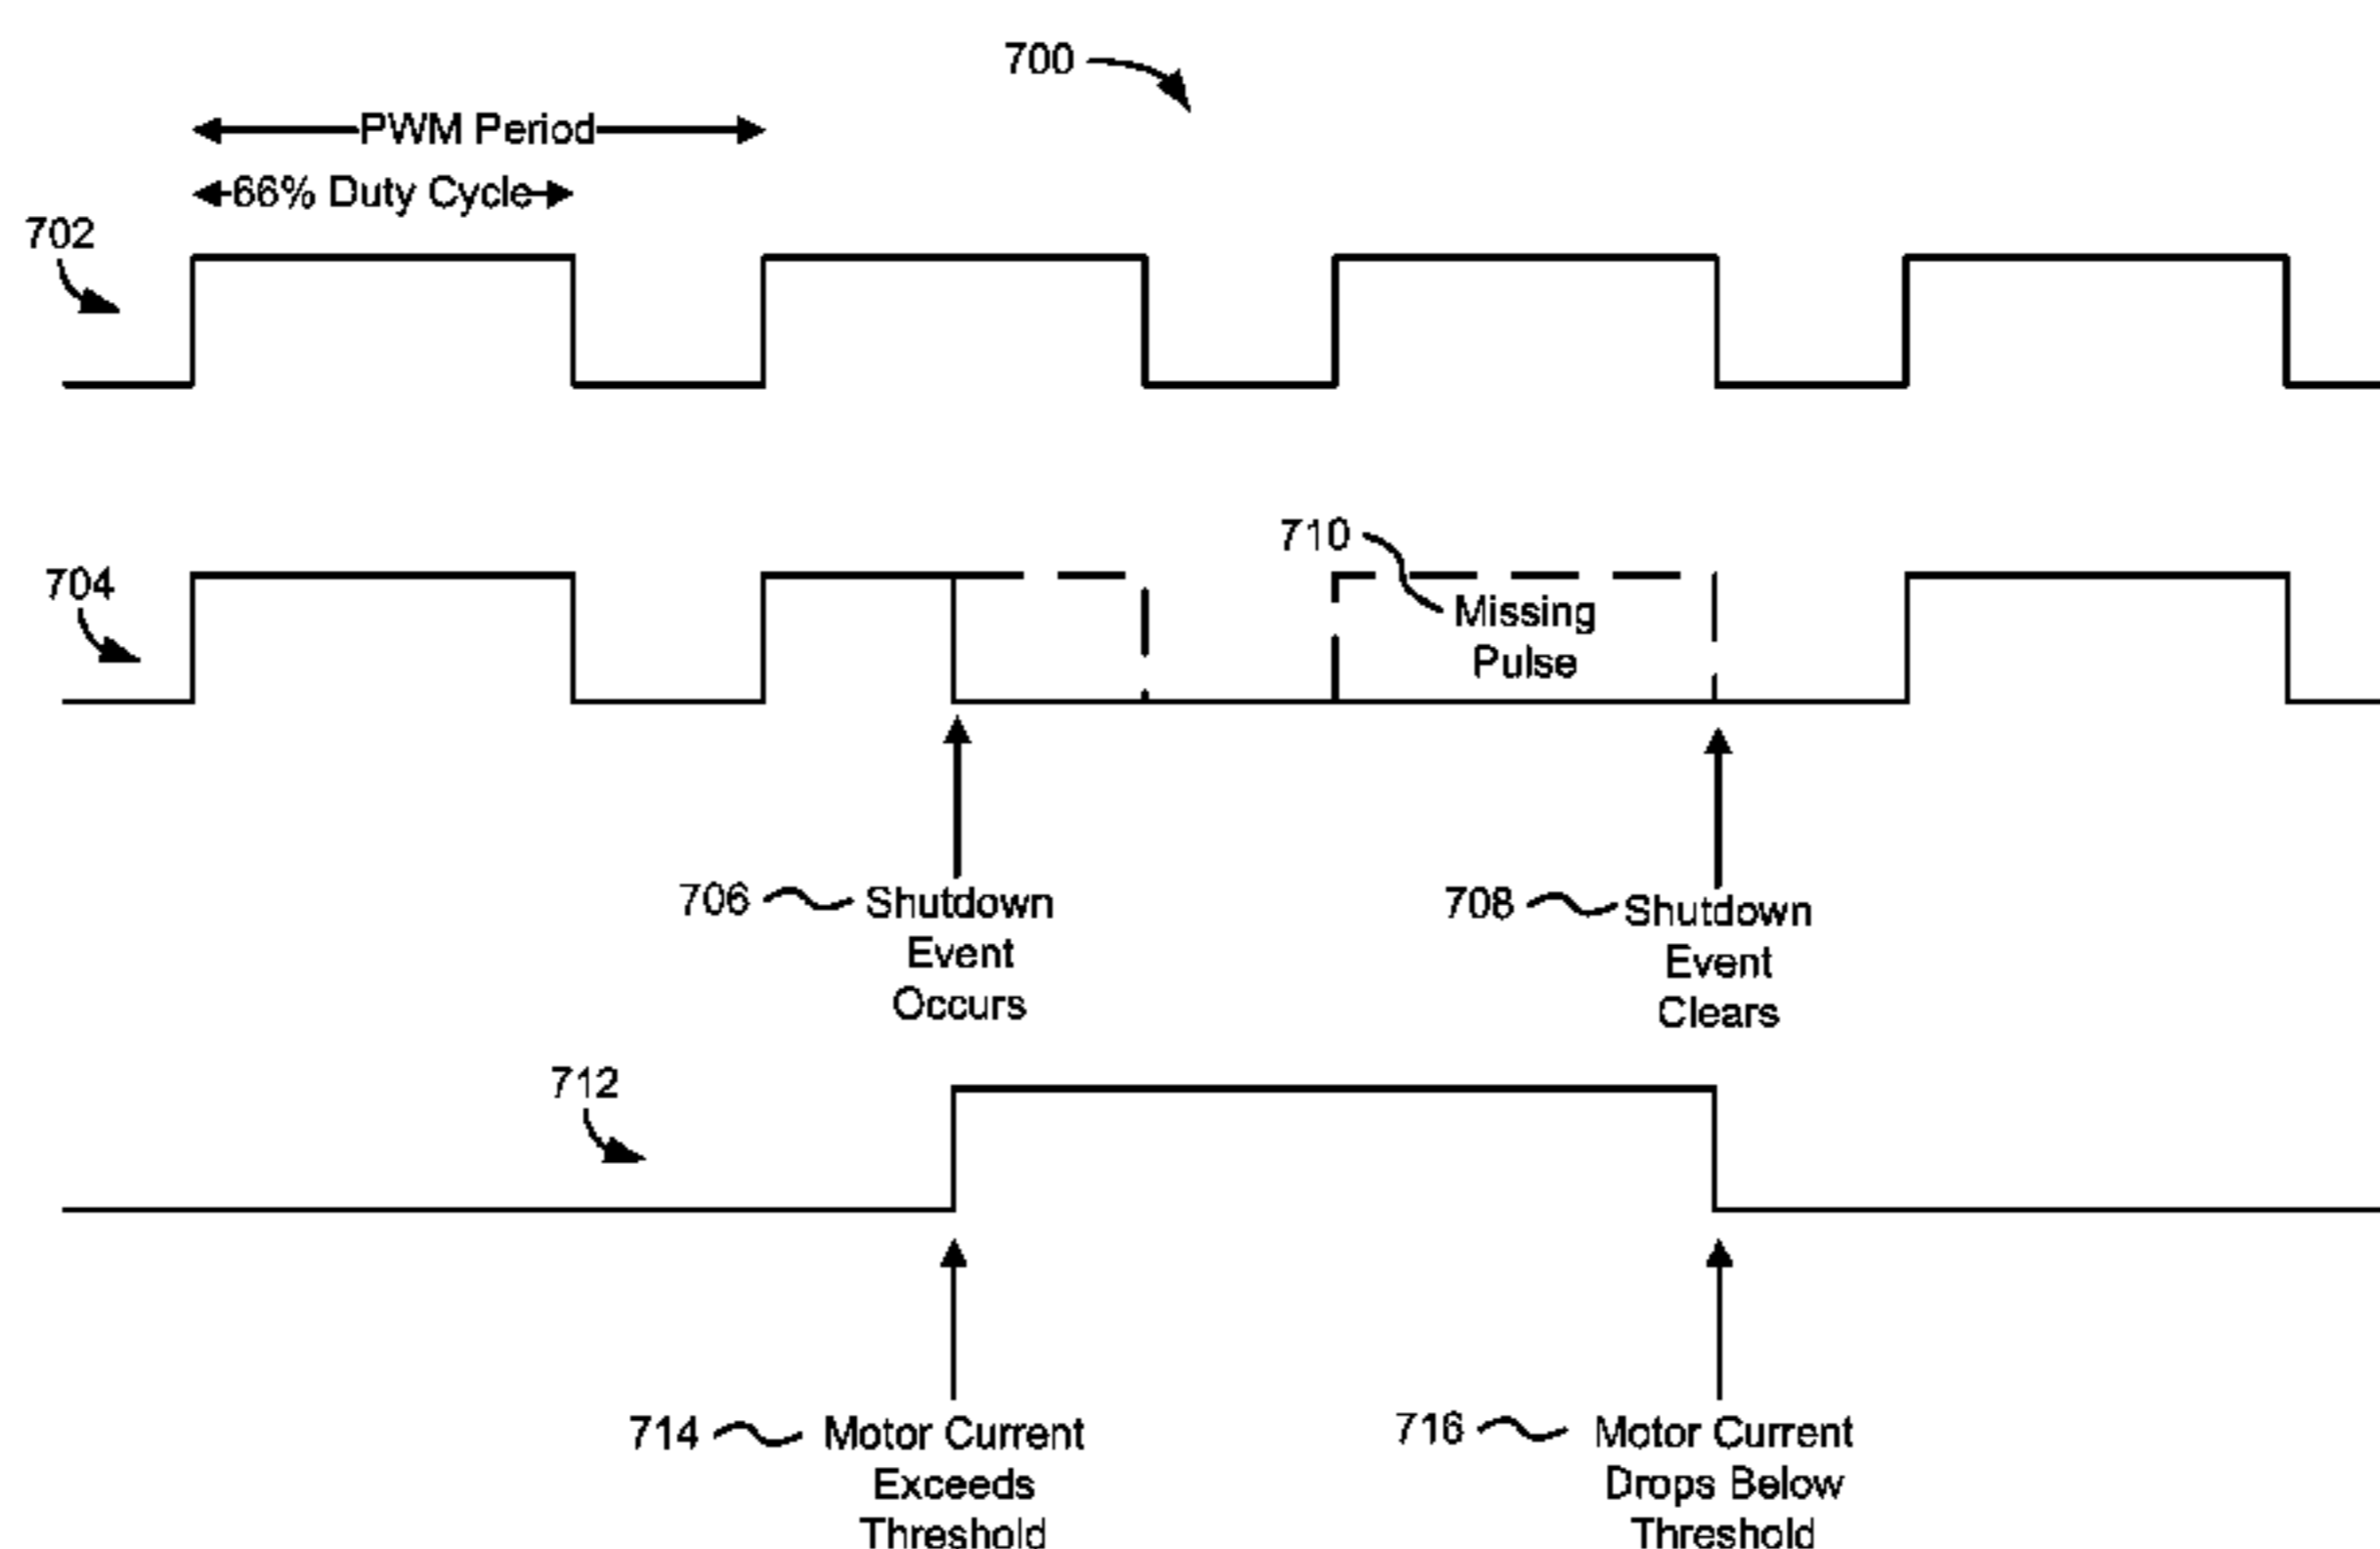 700
PWM Period
66% Duty Cycle
702
710
704
Missing
Pulse
706
Shutdown
Event
Occurs
708
Shutdown
Event
Clears
712
714
Motor Current
Exceeds
Threshold
716
Motor Current
Drops Below
Threshold